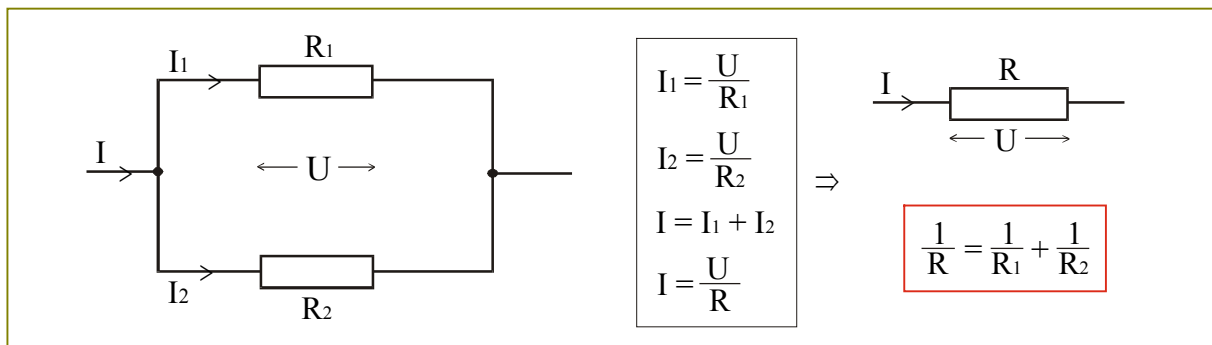 R₁
I₁
I
U
I₂
R₂
I₁ = U/R₁
I₂ = U/R₂
I = I₁ + I₂
I = U/R
⇒
R
I
U
1/R = 1/R₁ + 1/R₂